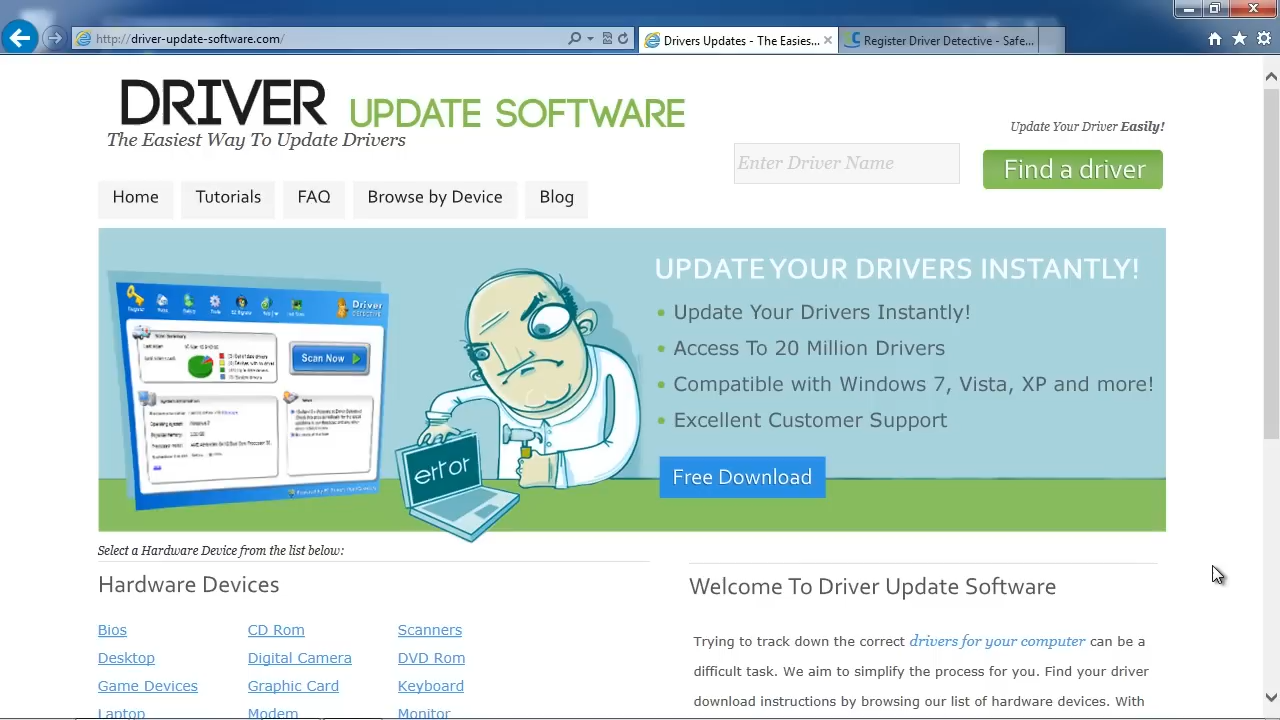 http://driver-update-software.com/
Drivers Updates - The Easies...
Register Driver Detective - Safe...
DRIVER UPDATE SOFTWARE
The Easiest Way To Update Drivers
Update Your Driver Easily!
Enter Driver Name
Find a driver
Home
Tutorials
FAQ
Browse by Device
Blog
Driver
DETECTIVE
Scan Now
error
UPDATE YOUR DRIVERS INSTANTLY!
• Update Your Drivers Instantly!
• Access To 20 Million Drivers
• Compatible with Windows 7, Vista, XP and more!
• Excellent Customer Support
Free Download
Select a Hardware Device from the list below:
Hardware Devices
Bios
CD Rom
Scanners
Desktop
Digital Camera
DVD Rom
Game Devices
Graphic Card
Keyboard
Laptop
Modem
Monitor
Welcome To Driver Update Software
Trying to track down the correct drivers for your computer can be a
difficult task. We aim to simplify the process for you. Find your driver
download instructions by browsing our list of hardware devices. With